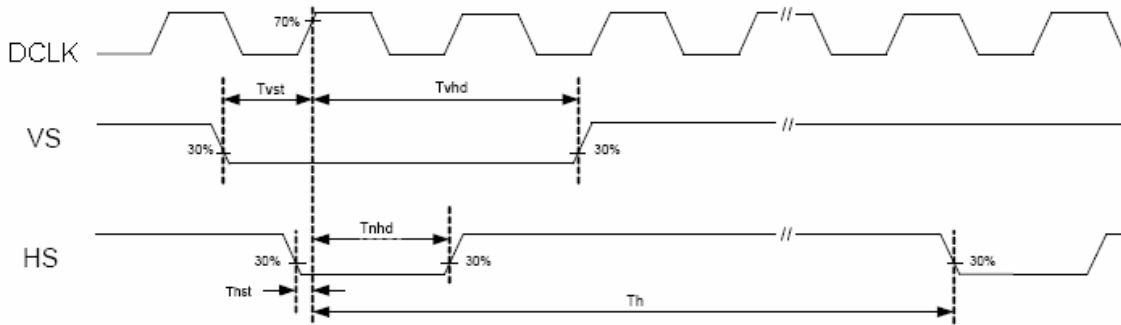 70%
//
DCLK
Tvst
Tvhd
VS
//
30%
30%
Tnhd
HS
//
30%
30%
30%
Thst
Th